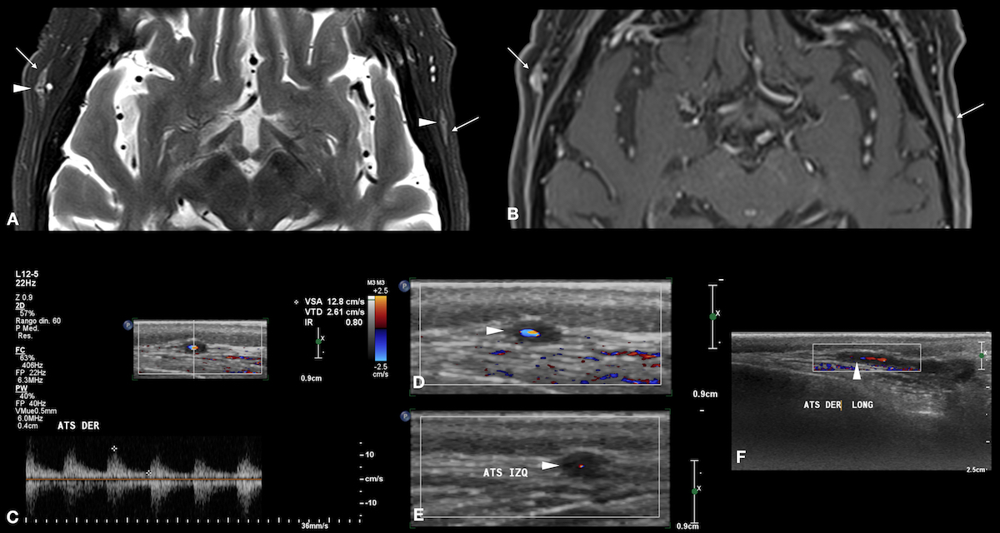 A
B
L12-5
22Hz
Z 0.9
2D
57%
Rango din. 60
P Med.
Res.
FC
63%
406Hz
FP 22Hz
6.3MHz
PW
40%
FP 40Hz
VMue0.5mm
6.0MHz
0.4cm
ATS DER
P
VSA 12.8 cm/s
VTD 2.61 cm/s
IR 0.80
M3 M3
+2.5
-2.5
cm/s
X
0.9cm
10
cm/s
-10
36mm/s
C
P
D
X
0.9cm
P
ATS IZQ
E
X
0.9cm
ATS DER LONG
X
F
2.5cm